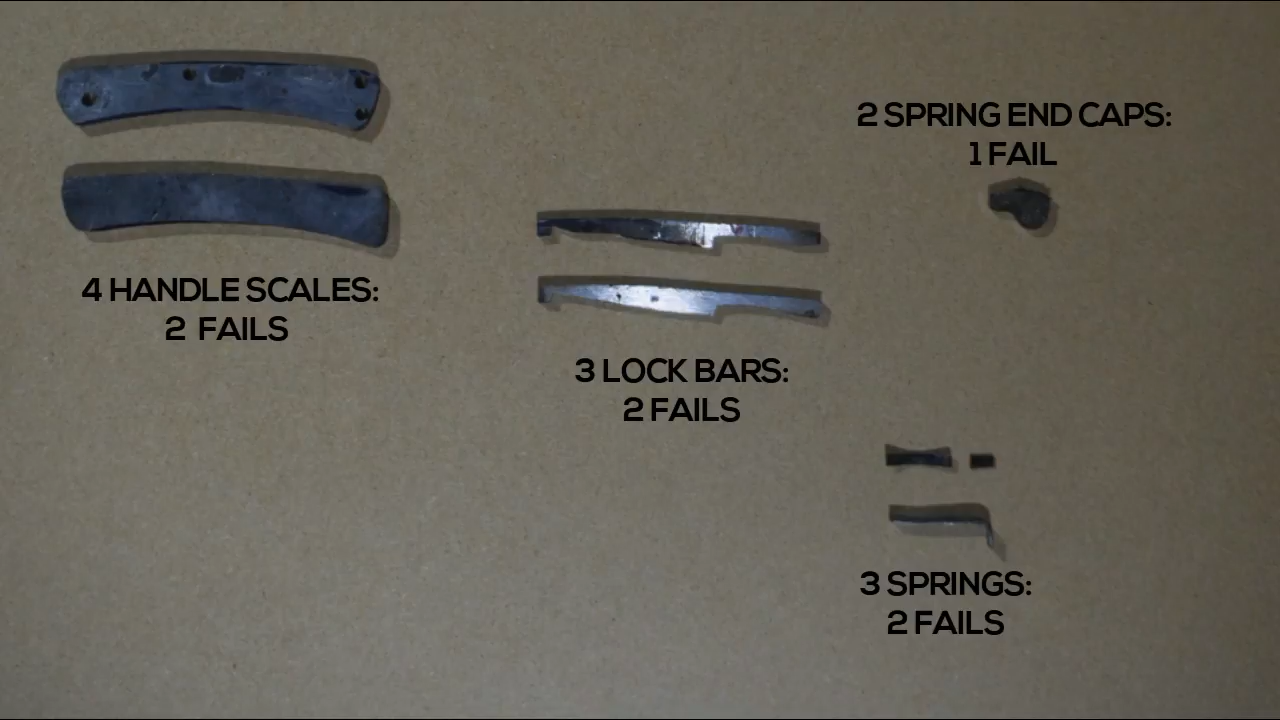 4 HANDLE SCALES:
2 FAILS
3 LOCK BARS:
2 FAILS
2 SPRING END CAPS:
1 FAIL
3 SPRINGS:
2 FAILS